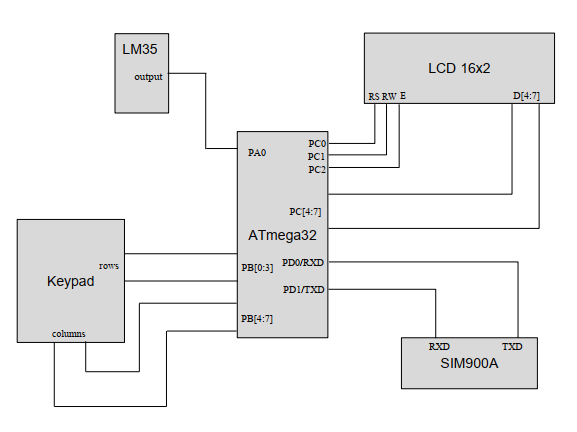 LM35
output
LCD 16x2
RS RW E
D[4:7]
PA0
PC0
PC1
PC2
PC[4:7]
ATmega32
PB[0:3]
PD0/RXD
PD1/TXD
PB[4:7]
rows
Keypad
columns
RXD
TXD
SIM900A